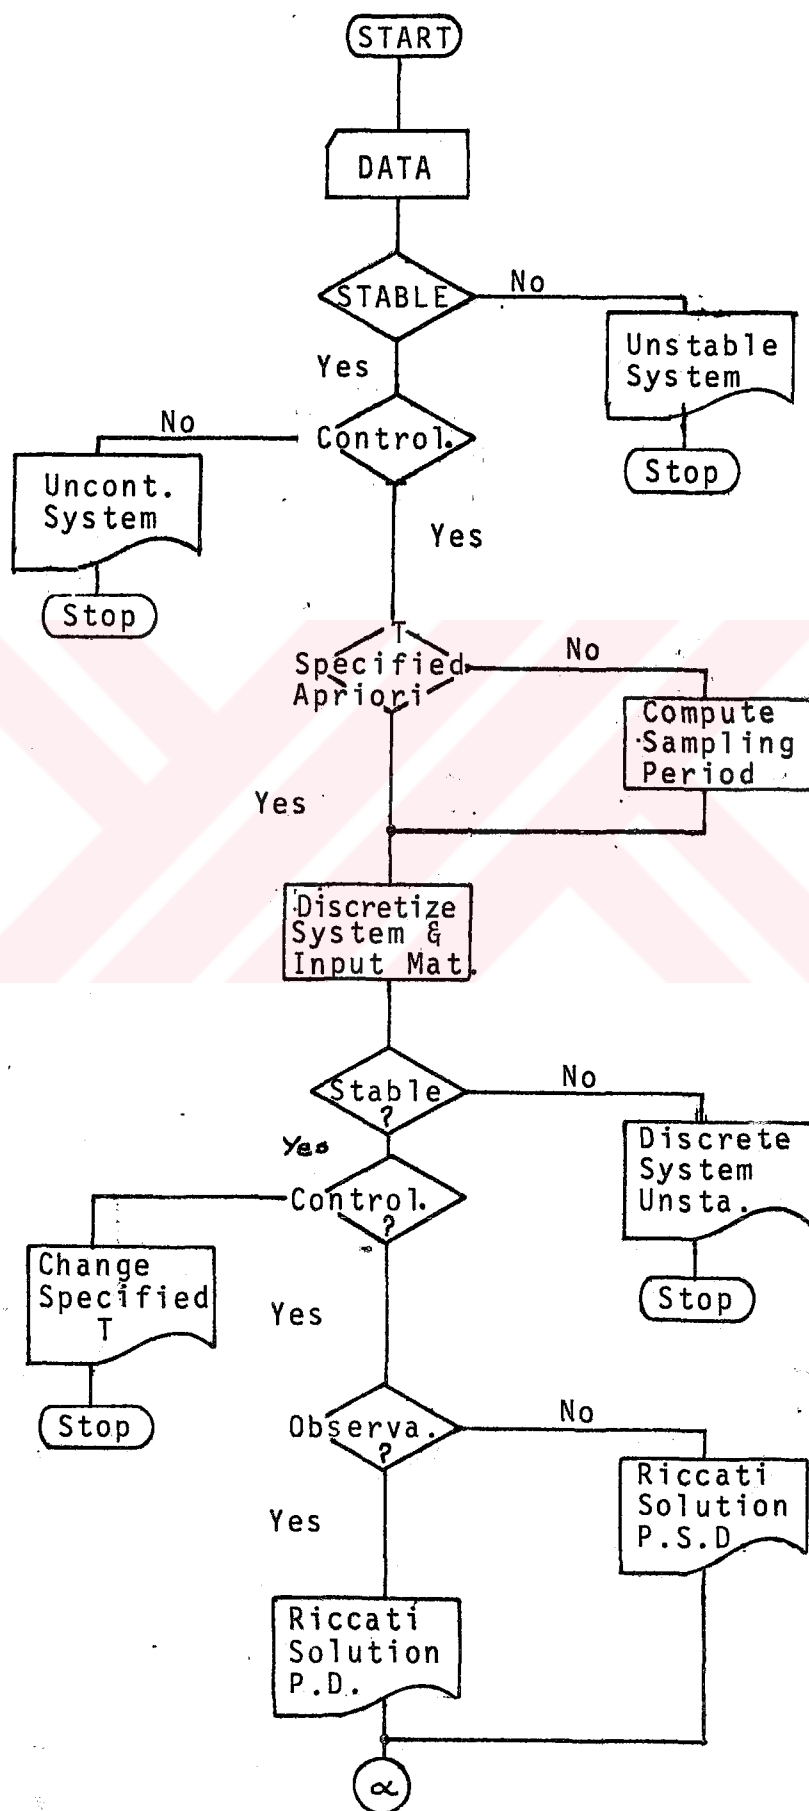 START
DATA
STABLE
No
Unstable
System
Stop
Yes
Control.
No
Uncont.
System
Stop
Yes
T
Specified
Apriori
No
Compute
Sampling
Period
Yes
Discretize
System &
Input Mat.
Stable
?
No
Discrete
System
Unsta.
Stop
Yes
Control.
?
Change
Specified
T
Stop
Yes
Observa.
?
No
Riccati
Solution
P.S.D
Yes
Riccati
Solution
P.D.
α